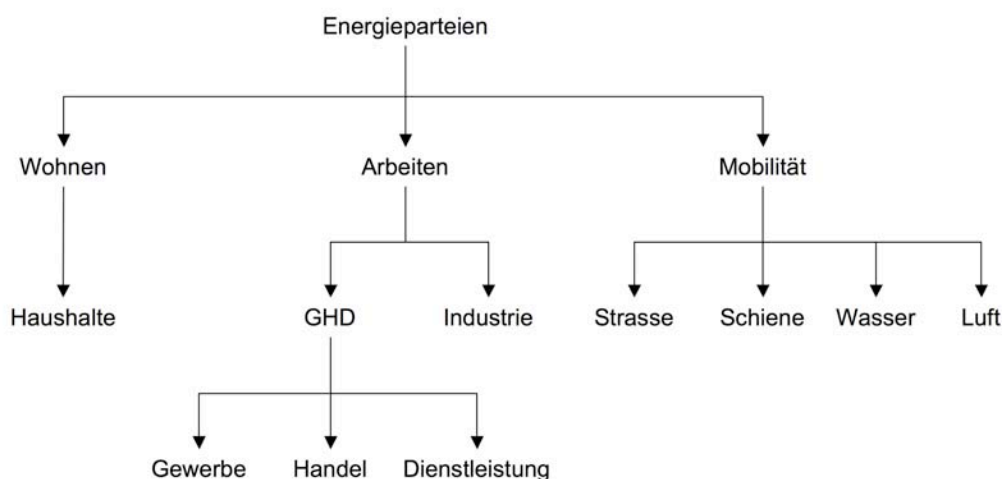 Energieparteien
Wohnen Arbeiten Mobilität
Haushalte GHD Industrie Strasse Schiene Wasser Luft
Gewerbe Handel Dienstleistung